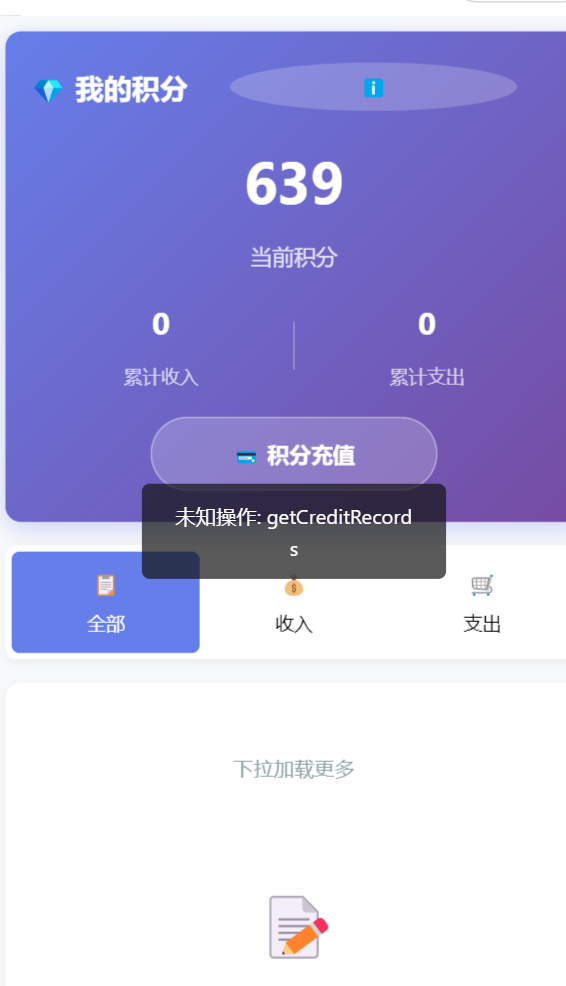 我的积分
639
当前积分
0
0
累计收入
累计支出
积分充值
未知操作: getCreditRecord
s
全部
收入
支出
下拉加载更多